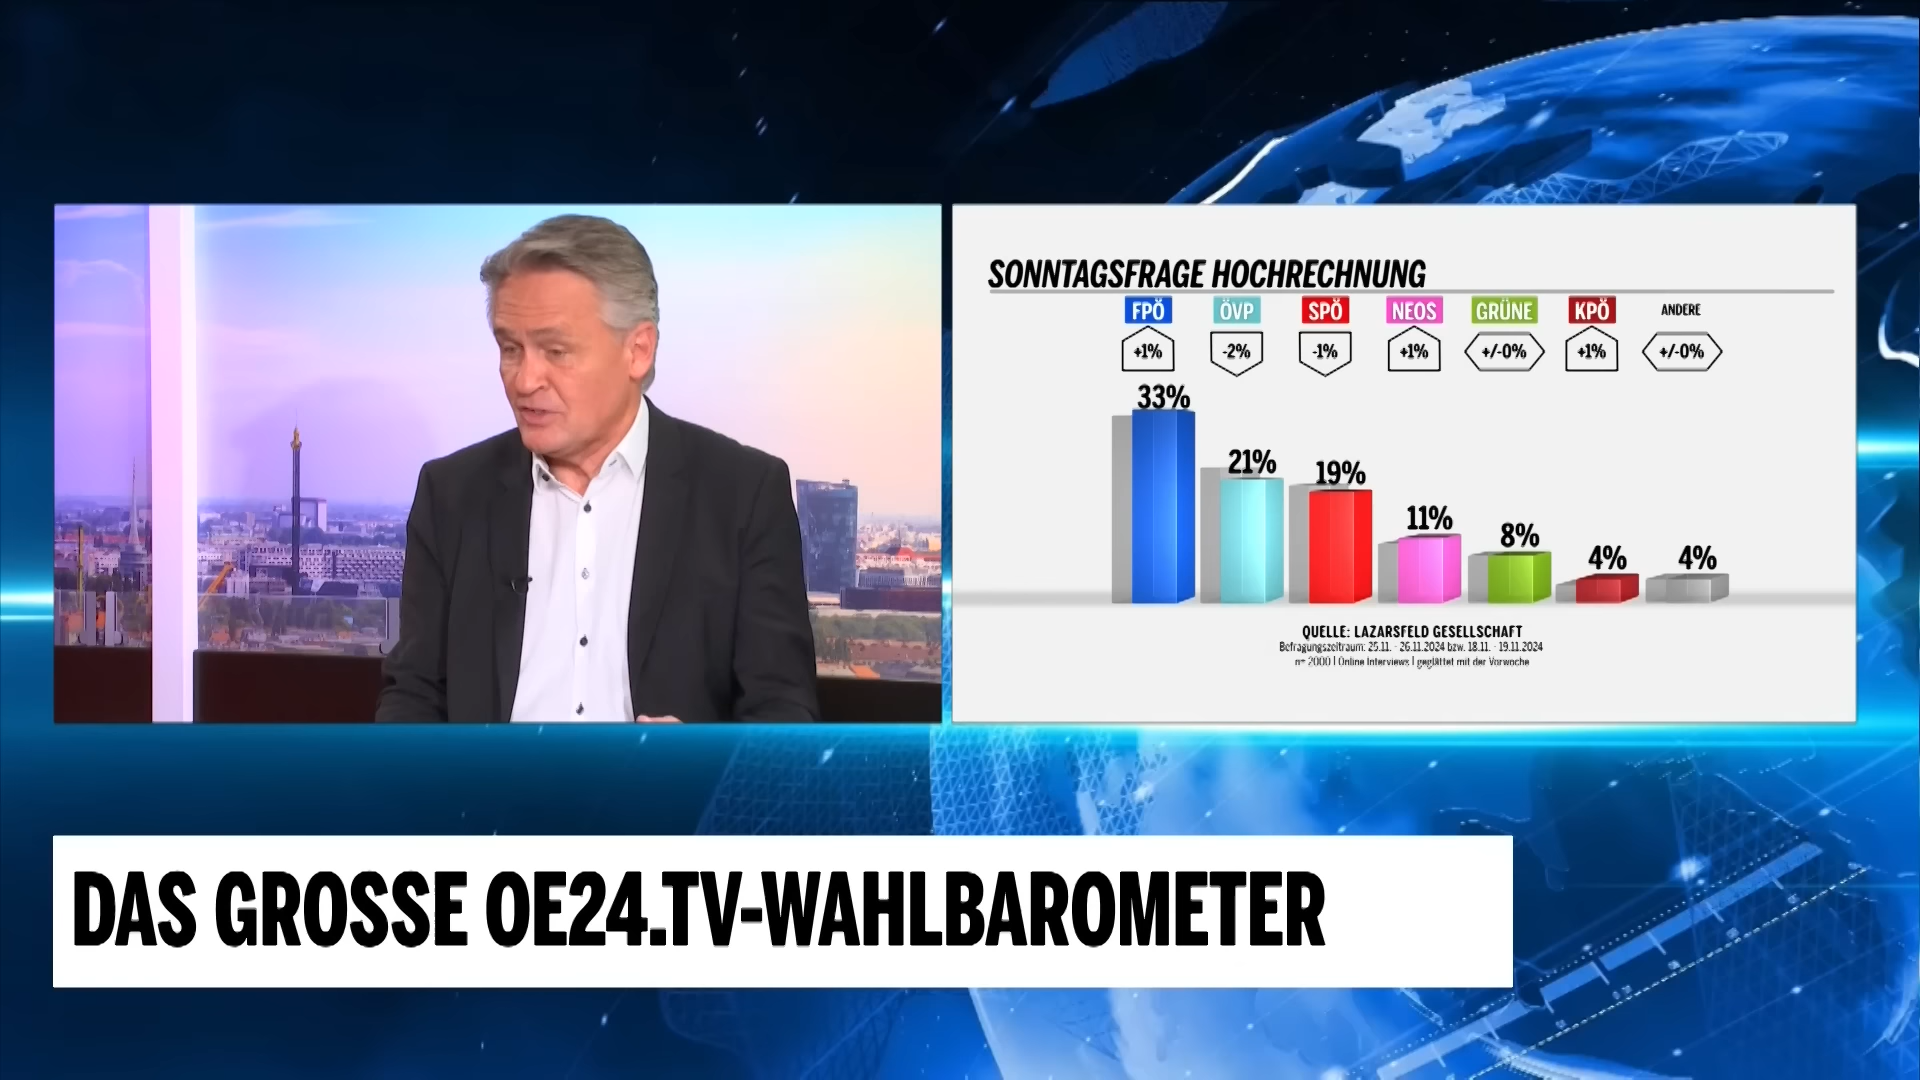 SONNTAGSFRAGE HOCHRECHNUNG
FPÖ ÖVP SPÖ NEOS GRÜNE KPÖ ANDERE
+1% -2% -1% +1% +/-0% +1% +/-0%
33% 21% 19% 11% 8% 4% 4%
QUELLE: LAZARSFELD GESELLSCHAFT
Befragungszeitraum: 25.11. - 26.11.2024 bzw. 18.11. - 19.11.2024
n= 2000 | Online Interviews | geglättet mit der Vorwoche
DAS GROSSE OE24.TV-WAHLBAROMETER